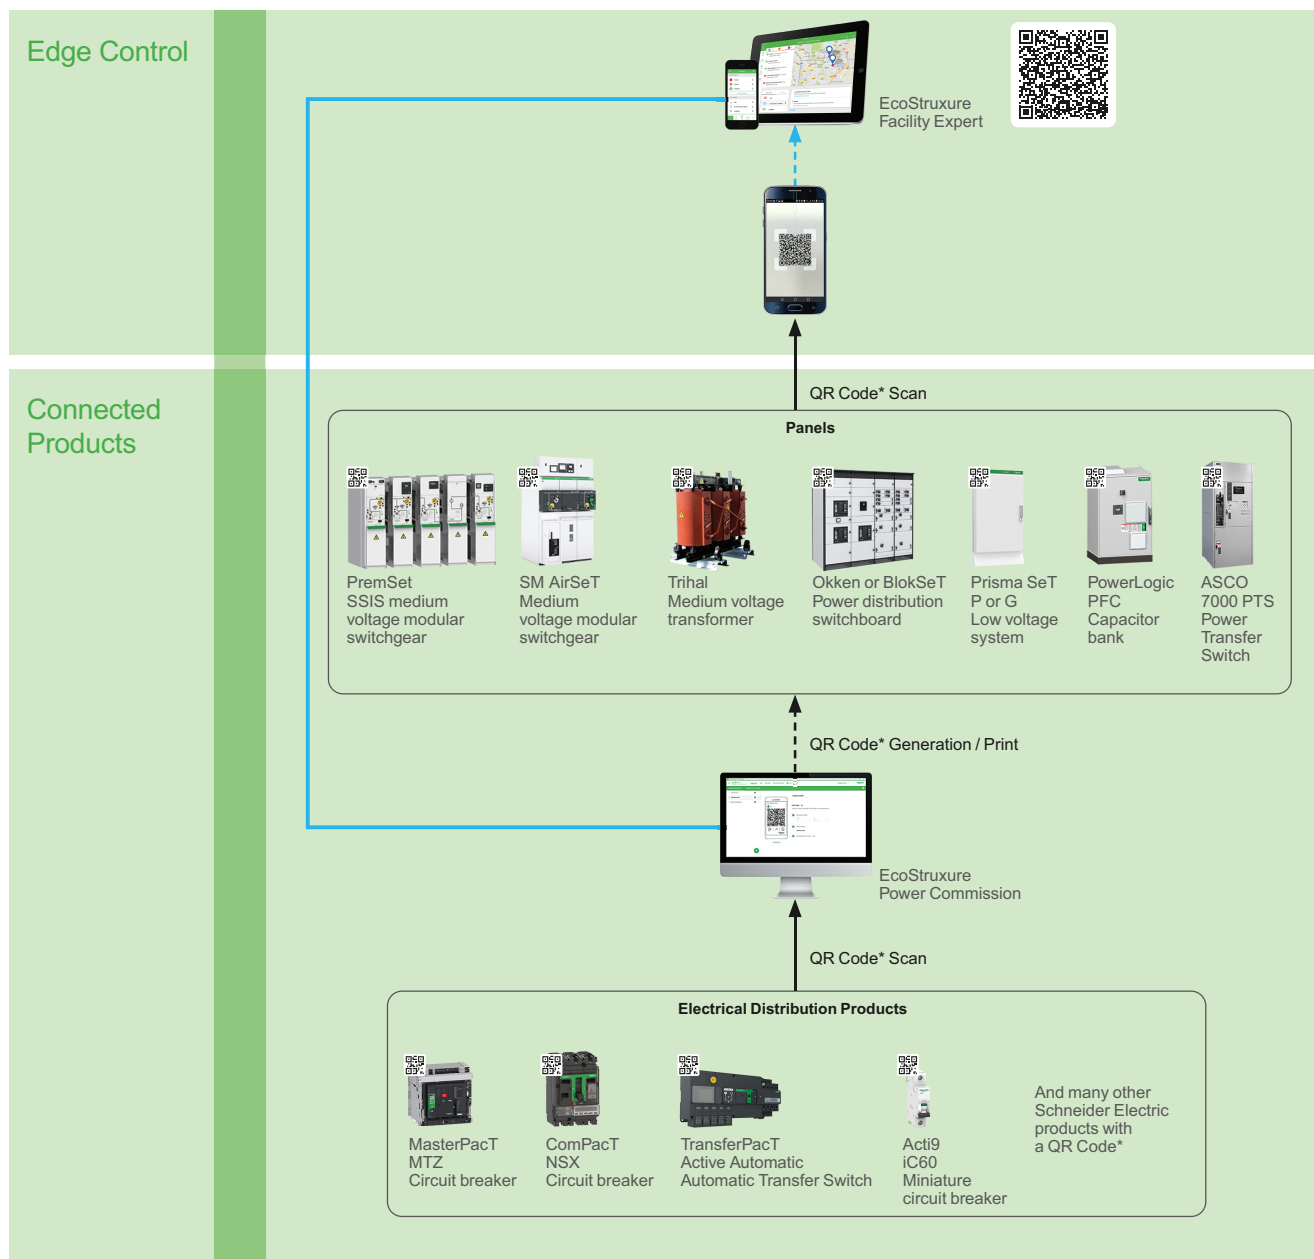 Edge Control
EcoStruxure
Facility Expert
QR Code* Scan
Connected
Products
Panels
PremSet
SSIS medium
voltage modular
switchgear
SM AirSeT
Medium
voltage modular
switchgear
Trihal
Medium voltage
transformer
Okken or BlokSeT
Power distribution
switchboard
Prisma SeT
P or G
Low voltage
system
PowerLogic
PFC
Capacitor
bank
ASCO
7000 PTS
Power
Transfer
Switch
QR Code* Generation / Print
EcoStruxure
Power Commission
QR Code* Scan
Electrical Distribution Products
MasterPacT
MTZ
Circuit breaker
ComPacT
NSX
Circuit breaker
TransferPacT
Active Automatic
Automatic Transfer Switch
Acti9
iC60
Miniature
circuit breaker
And many other
Schneider Electric
products with
a QR Code*